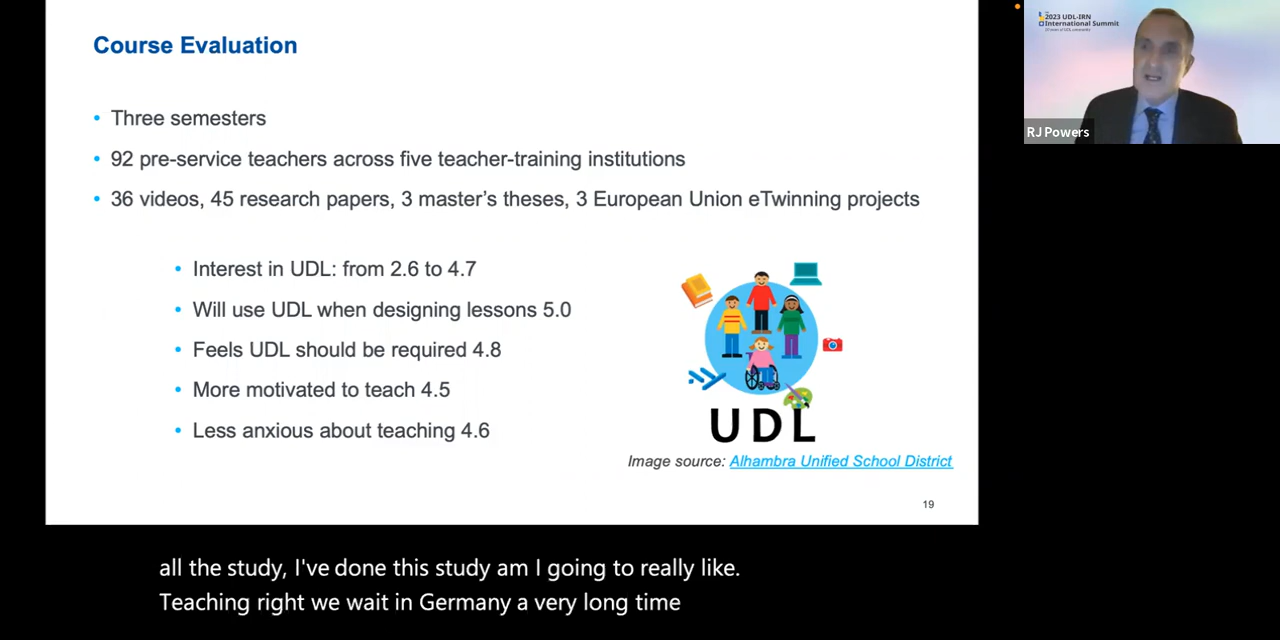 Course Evaluation
• Three semesters
• 92 pre-service teachers across five teacher-training institutions
• 36 videos, 45 research papers, 3 master's theses, 3 European Union eTwinning projects
• Interest in UDL: from 2.6 to 4.7
• Will use UDL when designing lessons 5.0
• Feels UDL should be required 4.8
• More motivated to teach 4.5
• Less anxious about teaching 4.6
UDL
Image source: Alhambra Unified School District
19
2023 UDL-IRN
International Summit
RJ Powers
all the study, I've done this study am I going to really like.
Teaching right we wait in Germany a very long time